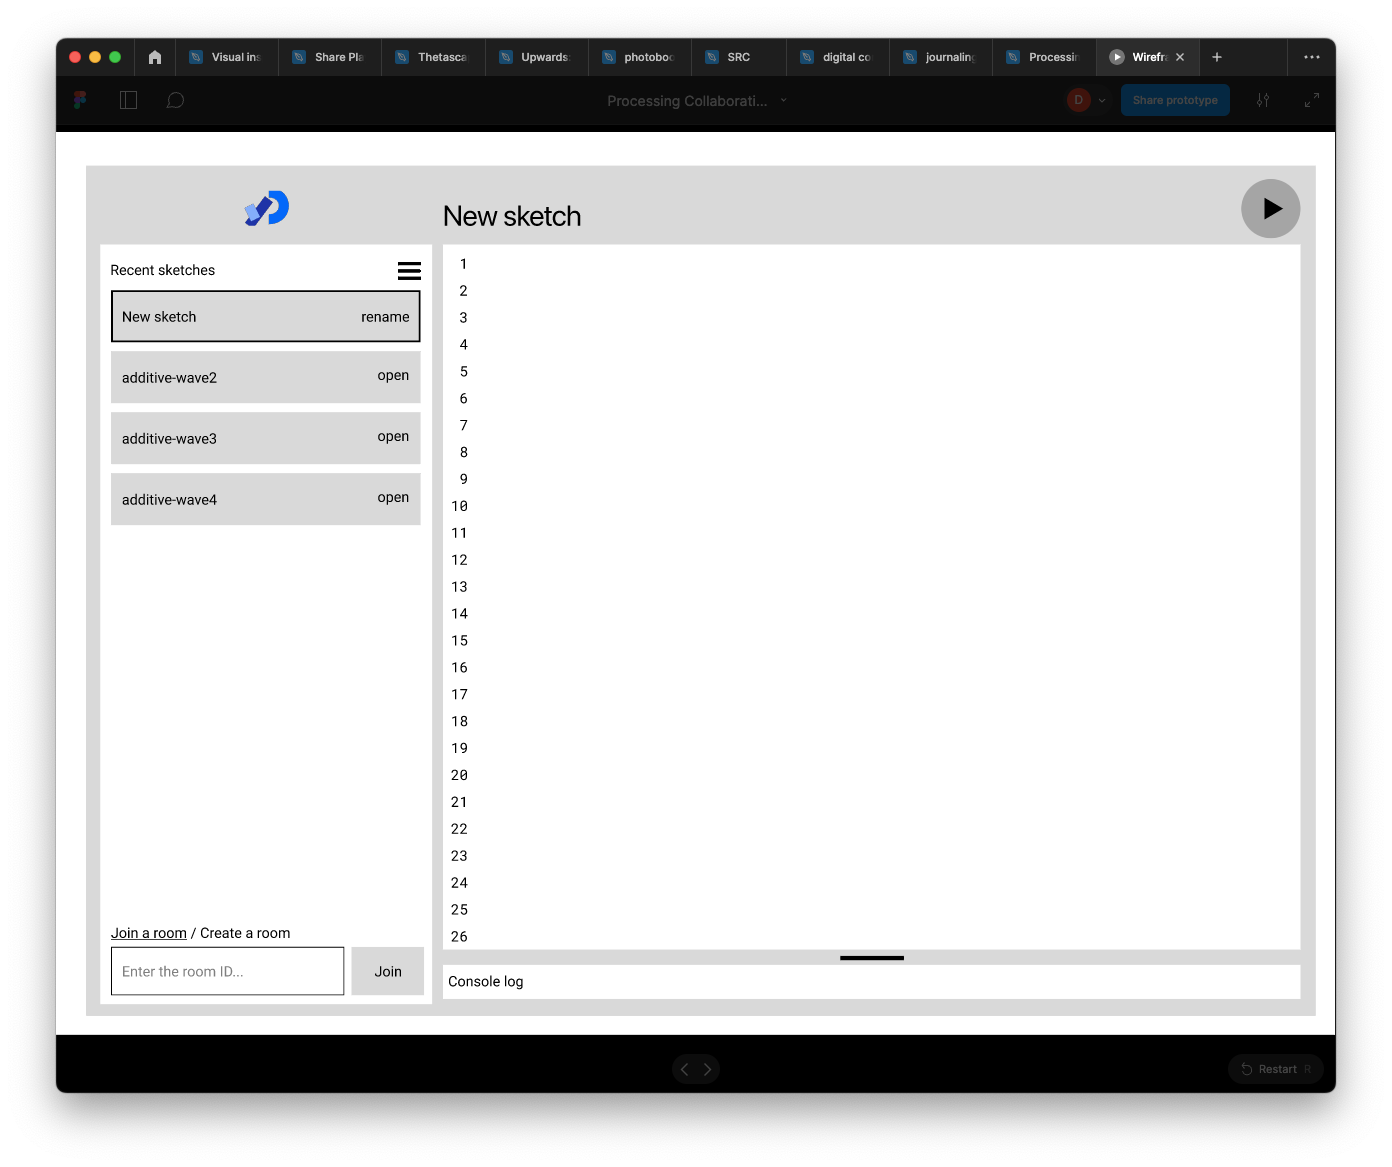 Visual ins
Share Pla
Thetasca
Upwards
photoboo
SRC
digital co
journaling
Processin
Wirefra
Processing Collaborati...
D
Share prototype
New sketch
Recent sketches
New sketch rename
additive-wave2 open
additive-wave3 open
additive-wave4 open
Join a room / Create a room
Enter the room ID...
Join
1
2
3
4
5
6
7
8
9
10
11
12
13
14
15
16
17
18
19
20
21
22
23
24
25
26
Console log
Restart R